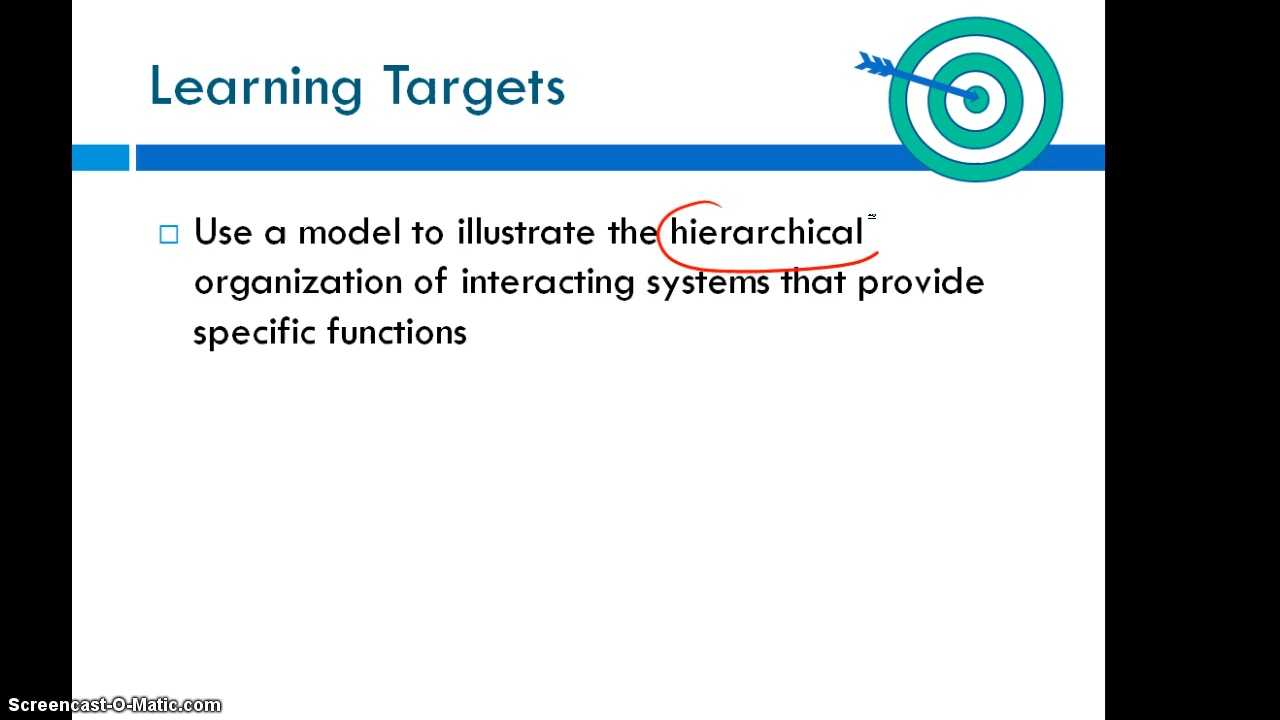 Learning Targets
Use a model to illustrate the hierarchical
organization of interacting systems that provide
specific functions
Screencast-O-Matic.com